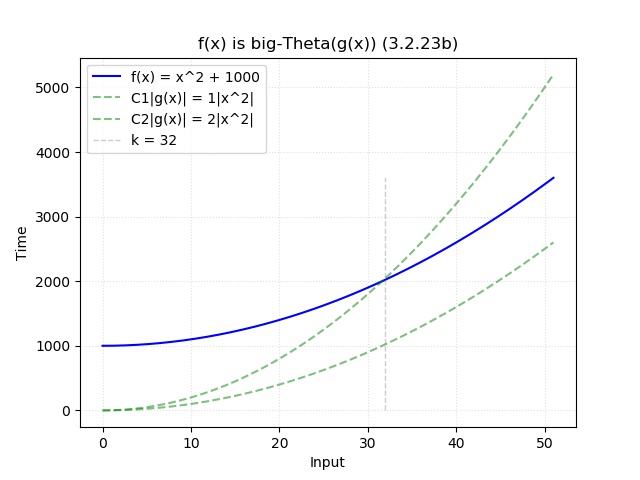 f(x) is big-Theta(g(x)) (3.2.23b)
f(x) = x^2 + 1000
C1|g(x)| = 1|x^2|
C2|g(x)| = 2|x^2|
k = 32
5000
4000
3000
2000
1000
0
Time
0 10 20 30 40 50
Input